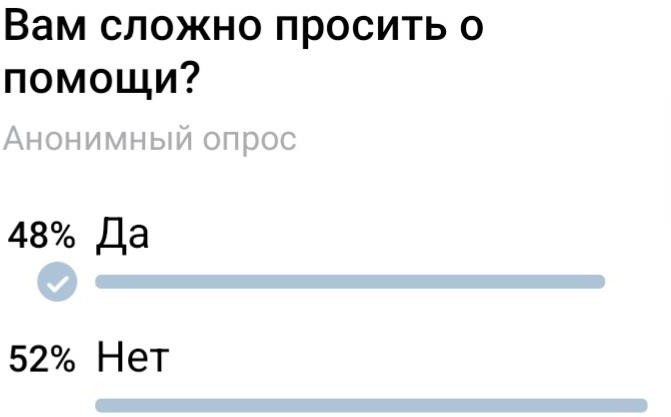 Вам сложно просить о
помощи?
Анонимный опрос
48% Да
52% Нет